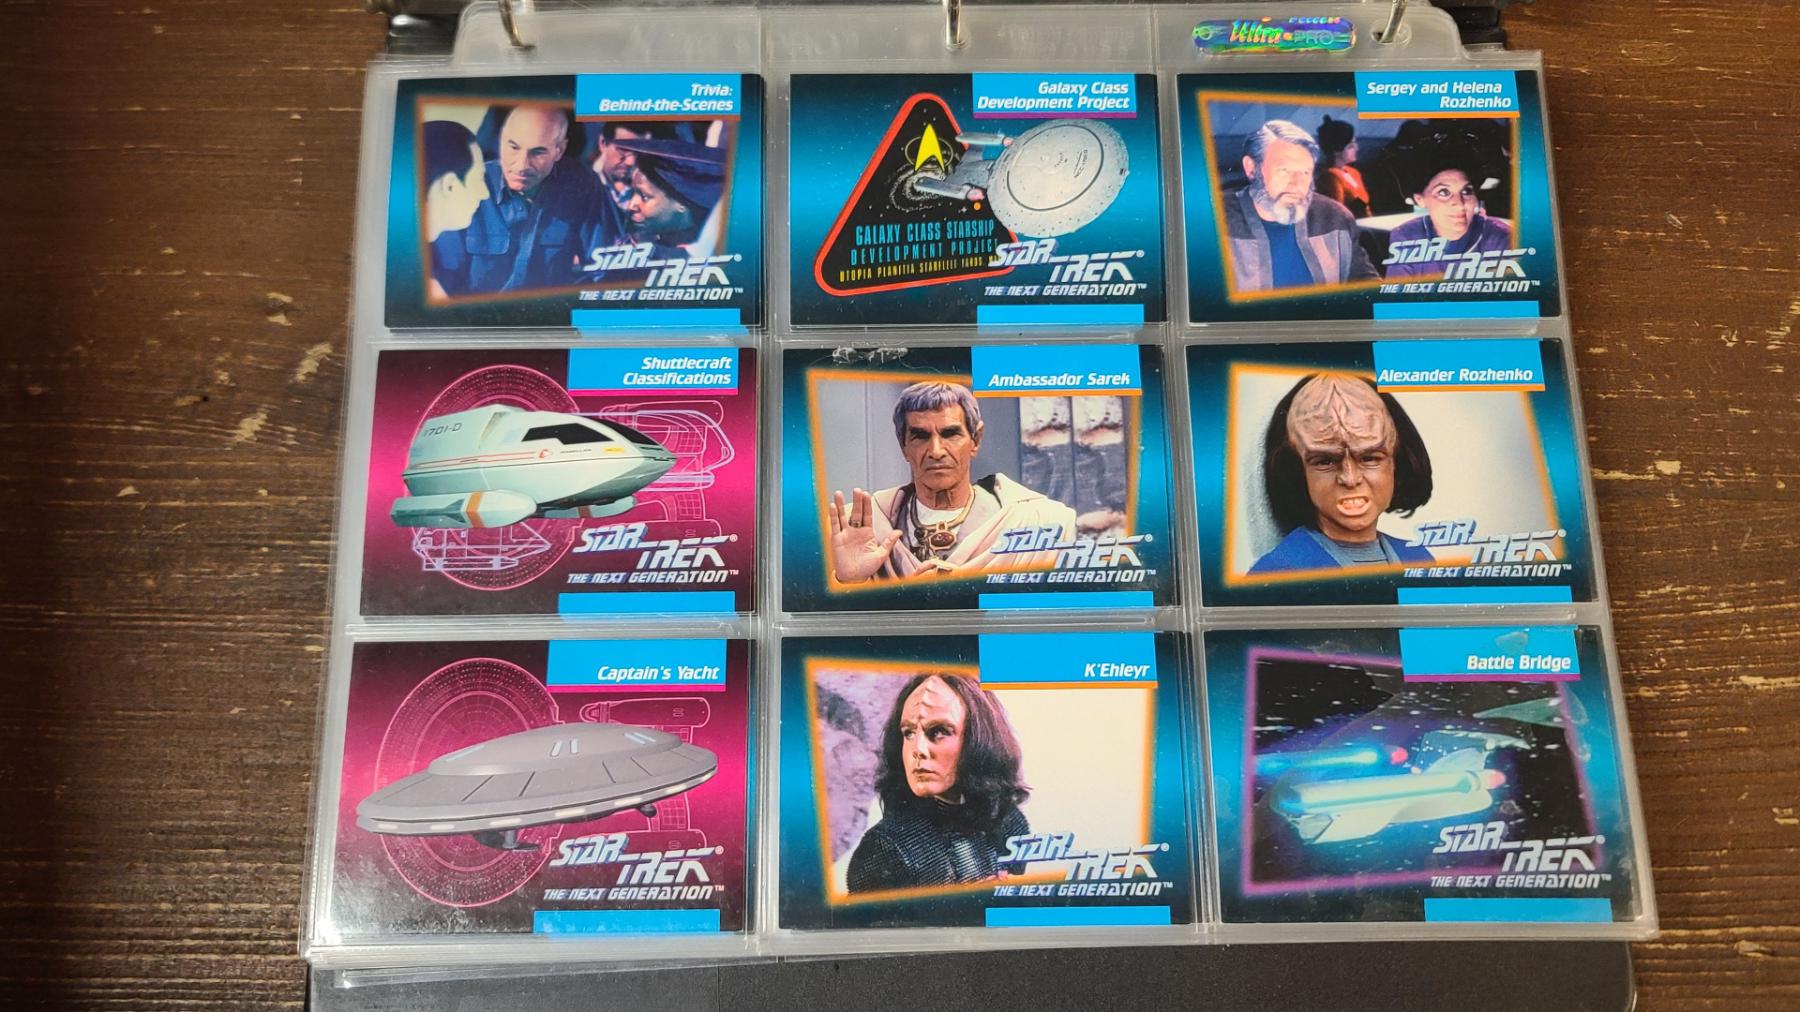 Ultra·PRO
Trivia:
Behind-the-Scenes
STAR TREK®
THE NEXT GENERATION™
Galaxy Class
Development Project
GALAXY CLASS STARSHIP
DEVELOPMENT PROJECT
UTOPIA PLANITIA STARFLEET YARDS
STAR TREK®
THE NEXT GENERATION™
Sergey and Helena
Rozhenko
STAR TREK®
THE NEXT GENERATION™
Shuttlecraft
Classifications
1701-D
STAR TREK®
THE NEXT GENERATION™
Ambassador Sarek
STAR TREK®
THE NEXT GENERATION™
Alexander Rozhenko
STAR TREK®
THE NEXT GENERATION™
Captain's Yacht
STAR TREK®
THE NEXT GENERATION™
K'Ehleyr
STAR TREK®
THE NEXT GENERATION™
Battle Bridge
STAR TREK®
THE NEXT GENERATION™